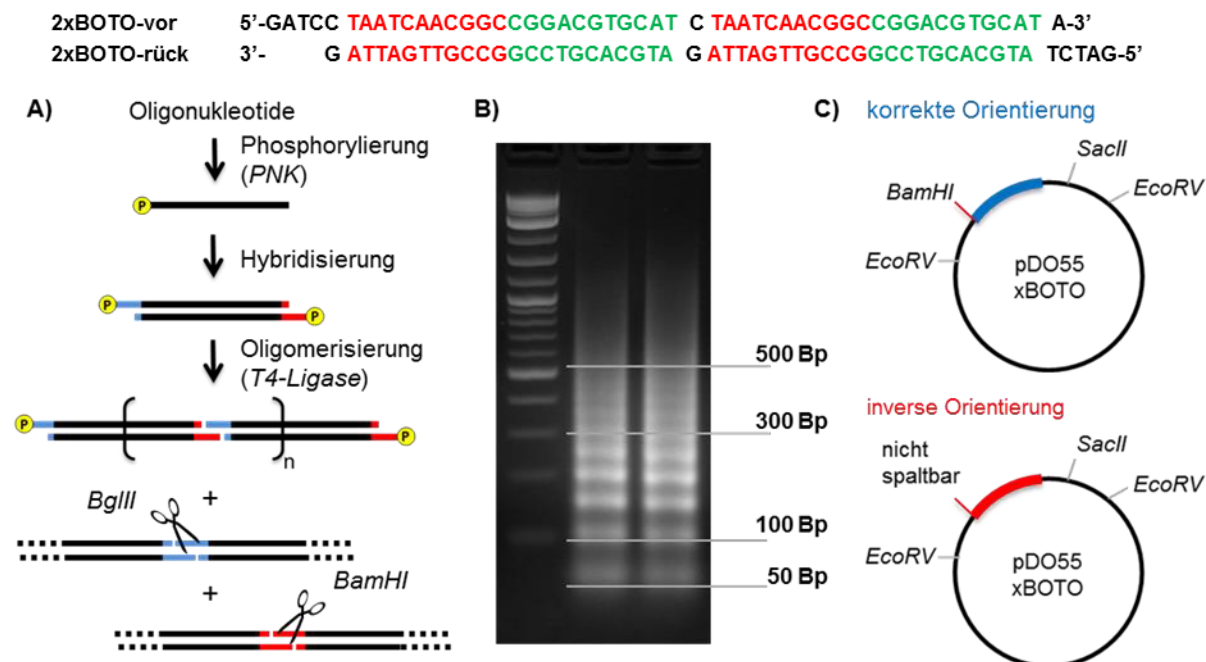 2xBOTO-vor 5’-GATCC TAATCAACGGCCGGACGTGCAT C TAATCAACGGCCGGACGTGCAT A-3’
2xBOTO-rück 3’- G ATTAGTTGCCGGCCTGCACGTA G ATTAGTTGCCGGCCTGCACGTA TCTAG-5’
A)
Oligonukleotide
Phosphorylierung
(PNK)
P
Hybridisierung
P
P
Oligomerisierung
(T4-Ligase)
P
P
n
+
BglII
+
BamHI
B)
500 Bp
300 Bp
100 Bp
50 Bp
C) korrekte Orientierung
SacII
BamHI
EcoRV
EcoRV
pDO55
xBOTO
inverse Orientierung
nicht
spaltbar
SacII
EcoRV
EcoRV
pDO55
xBOTO